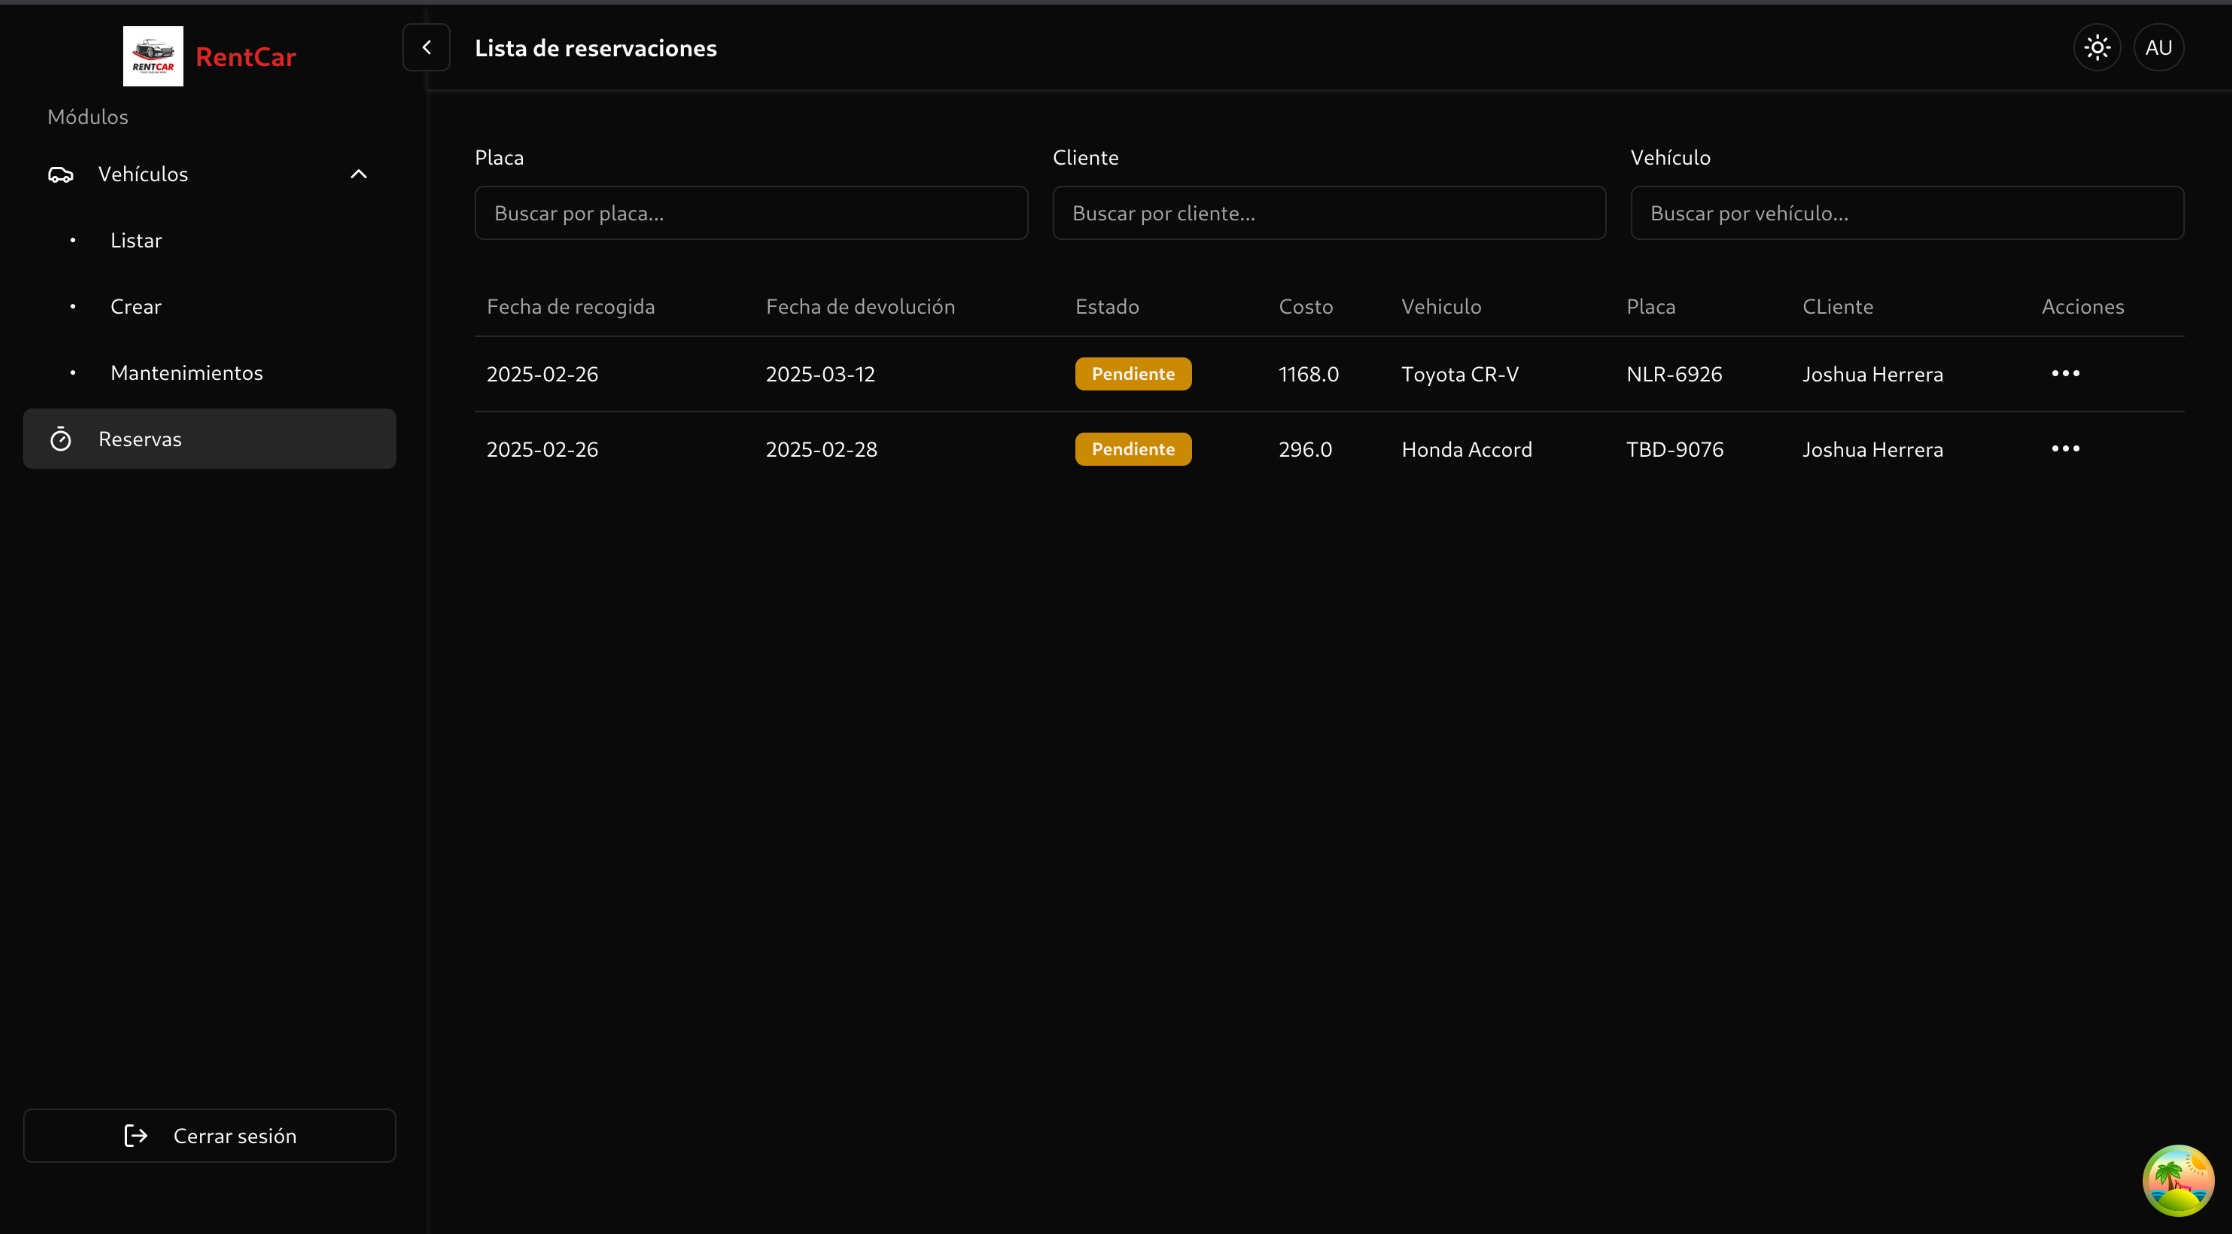 RENTCAR
RentCar
Lista de reservaciones
AU
Módulos
Vehículos
Listar
Crear
Mantenimientos
Reservas
Cerrar sesión
Placa Cliente Vehículo
Buscar por placa... Buscar por cliente... Buscar por vehículo...
Fecha de recogida Fecha de devolución Estado Costo Vehiculo Placa CLiente Acciones
2025-02-26 2025-03-12 Pendiente 1168.0 Toyota CR-V NLR-6926 Joshua Herrera
2025-02-26 2025-02-28 Pendiente 296.0 Honda Accord TBD-9076 Joshua Herrera